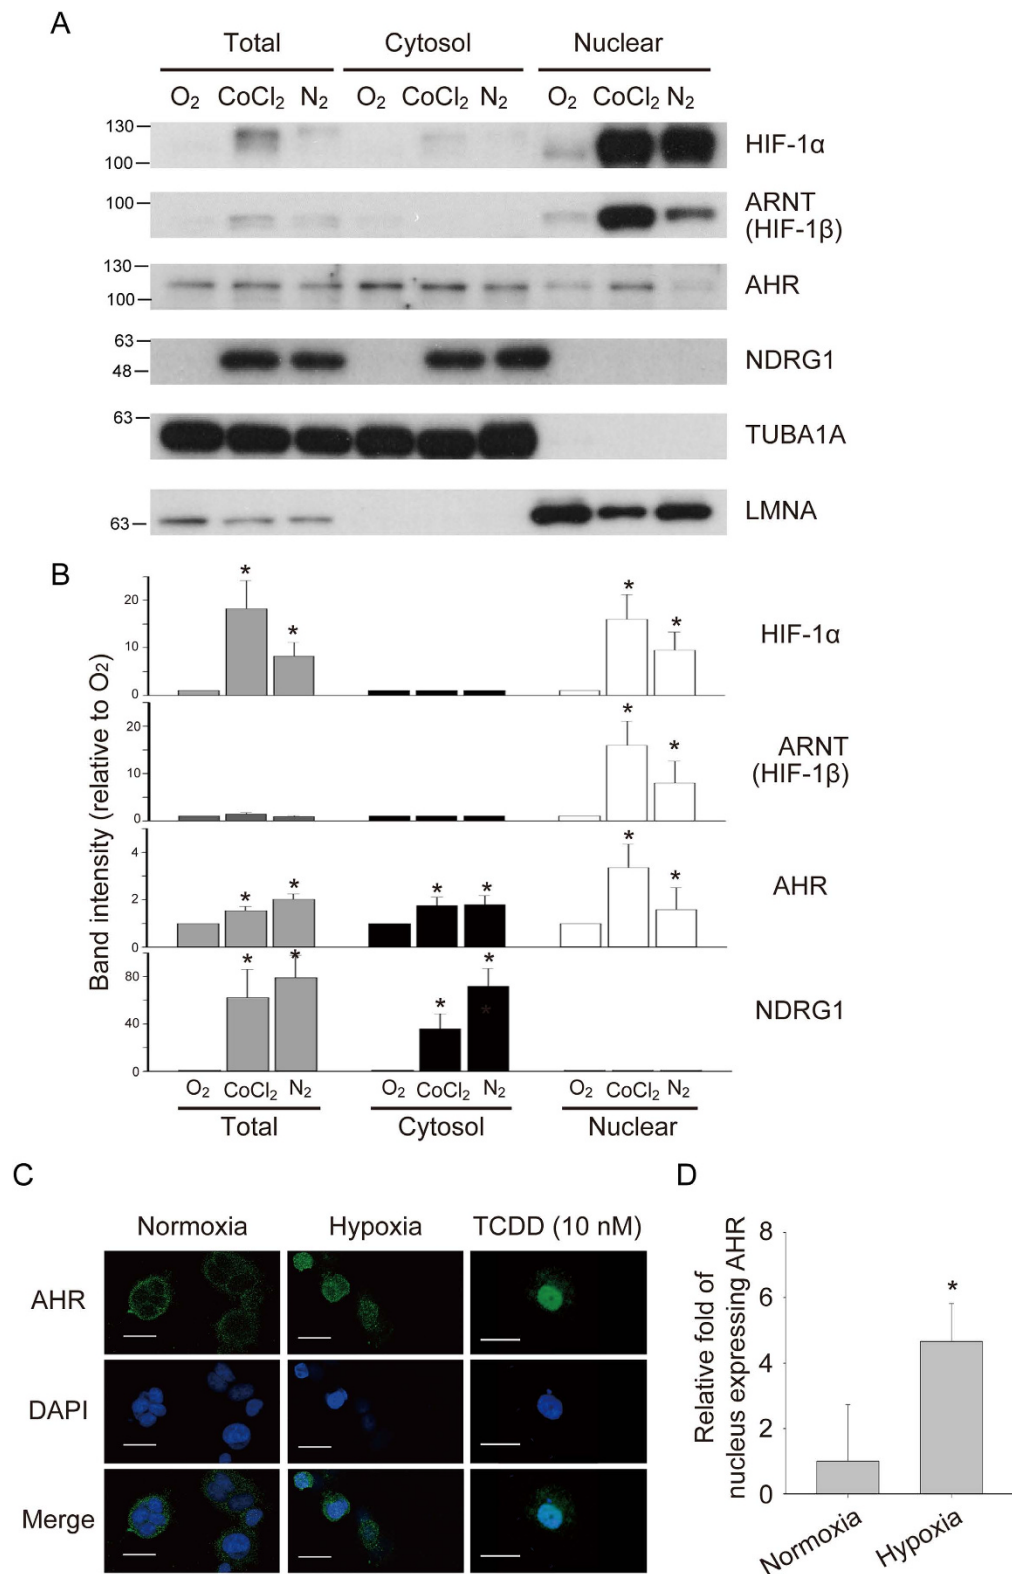 A
Total Cytosol Nuclear
O₂ CoCl₂ N₂ O₂ CoCl₂ N₂ O₂ CoCl₂ N₂
130
100
HIF-1α
100
ARNT
(HIF-1β)
130
100
AHR
63
48
NDRG1
63
TUBA1A
63
LMNA
B
Band intensity (relative to O₂)
20
10
0
HIF-1α
20
10
0
ARNT
(HIF-1β)
4
2
0
AHR
80
40
0
NDRG1
* * * *
* *
* * * * * *
* * * * *
O₂ CoCl₂ N₂ O₂ CoCl₂ N₂ O₂ CoCl₂ N₂
Total Cytosol Nuclear
C
Normoxia Hypoxia TCDD (10 nM)
AHR
DAPI
Merge
D
Relative fold of
nucleus expressing AHR
8
6
4
2
0
*
Normoxia Hypoxia